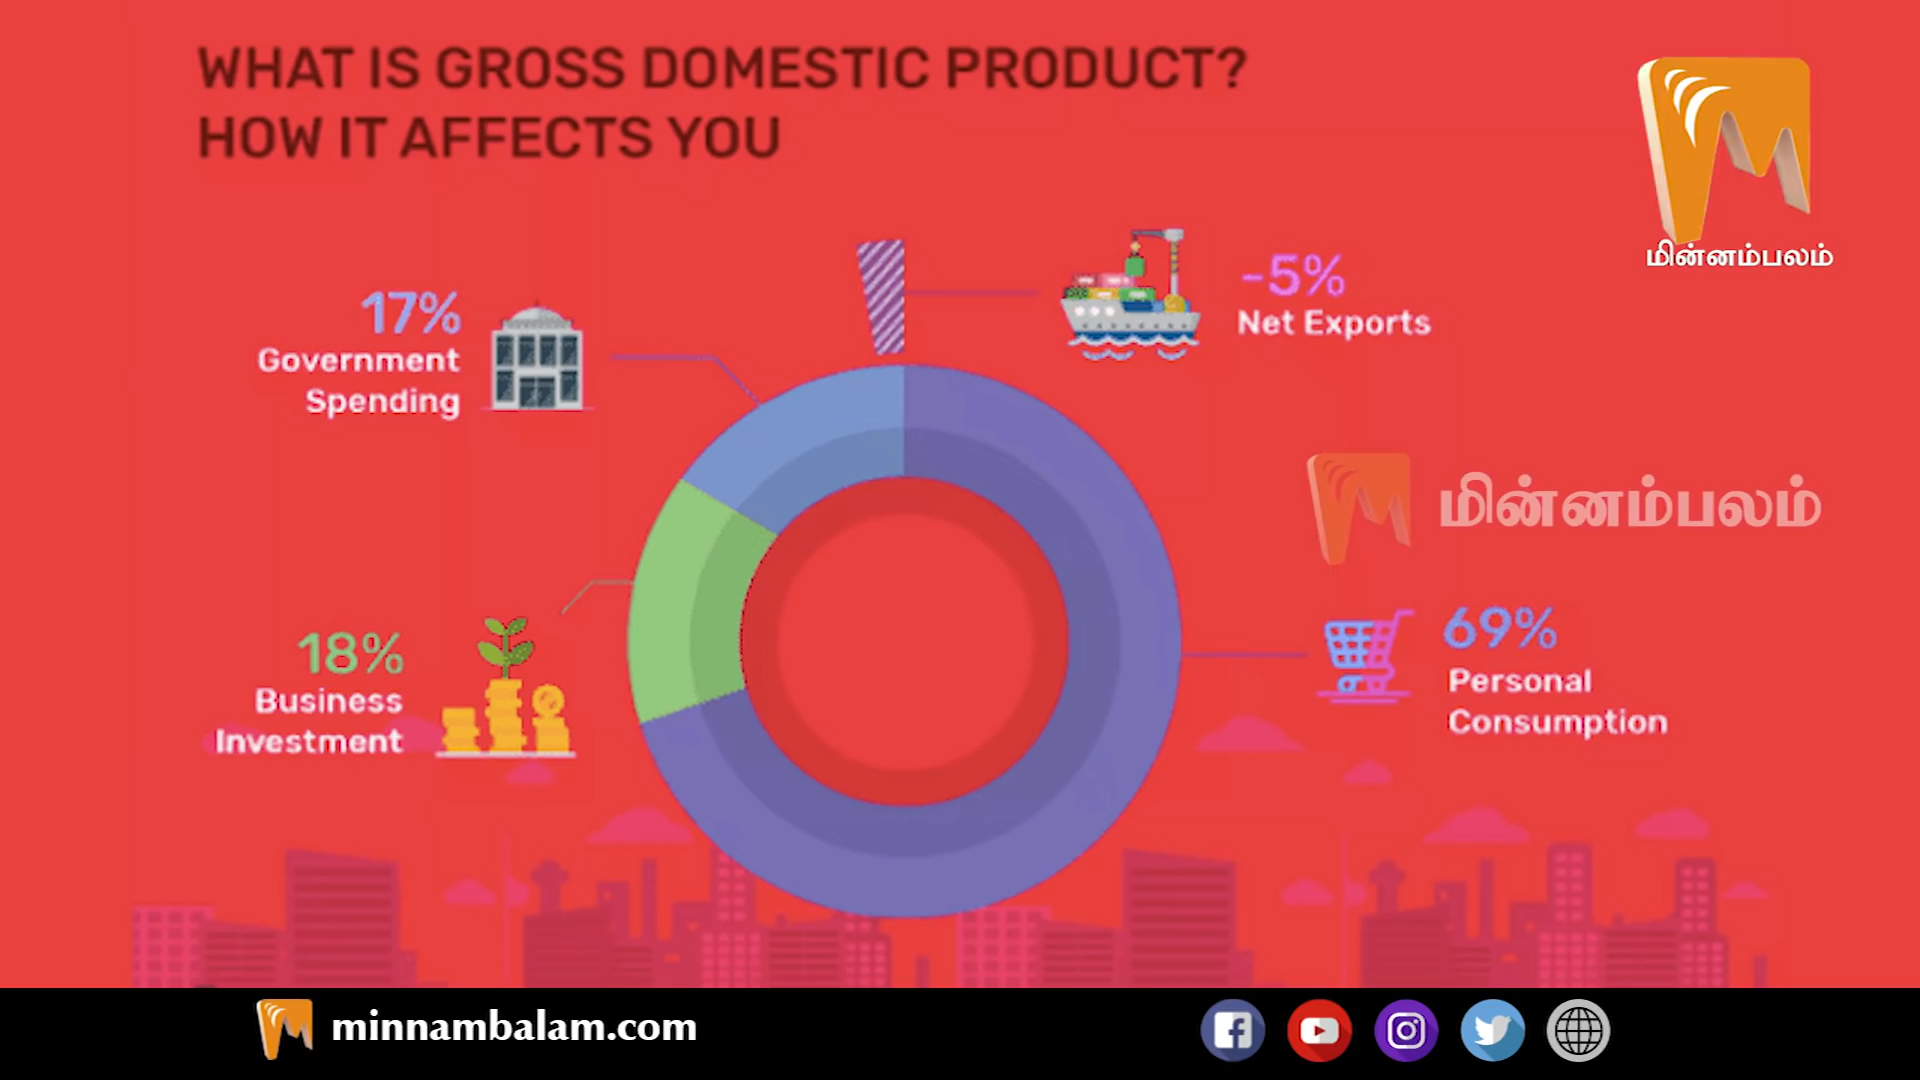 WHAT IS GROSS DOMESTIC PRODUCT?
HOW IT AFFECTS YOU
மின்னம்பலம்
-5%
Net Exports
17%
Government
Spending
மின்னம்பலம்
69%
Personal
Consumption
18%
Business
Investment
minnambalam.com